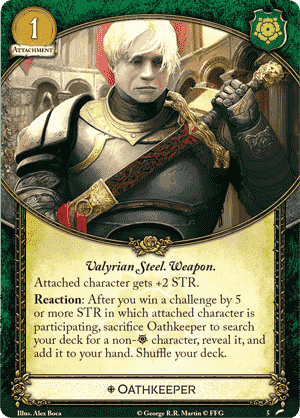 1
ATTACHMENT
Valyrian Steel. Weapon.
Attached character gets +2 STR.
Reaction: After you win a challenge by 5
or more STR in which attached character is
participating, sacrifice Oathkeeper to search
your deck for a non- character, reveal it, and
add it to your hand. Shuffle your deck.
OATHKEEPER
Illus. Alex Boca © George R.R. Martin © FFG 5